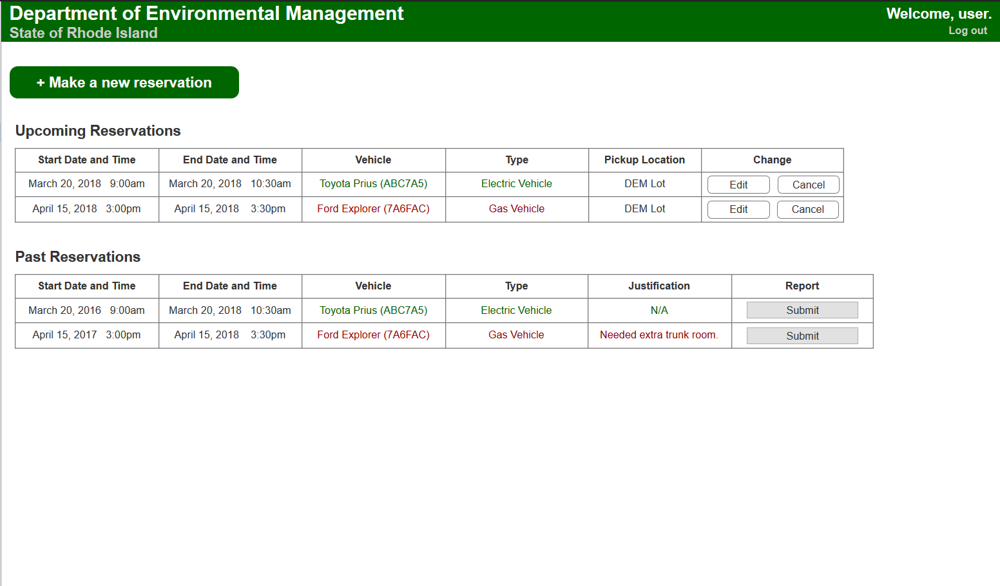 Department of Environmental Management
Welcome, user.
State of Rhode Island
Log out
+ Make a new reservation
Upcoming Reservations
Start Date and Time End Date and Time Vehicle Type Pickup Location Change
March 20, 2018 9:00am March 20, 2018 10:30am Toyota Prius (ABC7A5) Electric Vehicle DEM Lot Edit Cancel
April 15, 2018 3:00pm April 15, 2018 3:30pm Ford Explorer (7A6FAC) Gas Vehicle DEM Lot Edit Cancel
Past Reservations
Start Date and Time End Date and Time Vehicle Type Justification Report
March 20, 2016 9:00am March 20, 2018 10:30am Toyota Prius (ABC7A5) Electric Vehicle N/A Submit
April 15, 2017 3:00pm April 15, 2018 3:30pm Ford Explorer (7A6FAC) Gas Vehicle Needed extra trunk room. Submit